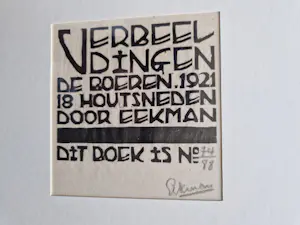 VERBEEL
DINGEN
DE BOEREN.1921
18 HOUTSNEDEN
DOOR EEKMAN
DIT BOEK IS No